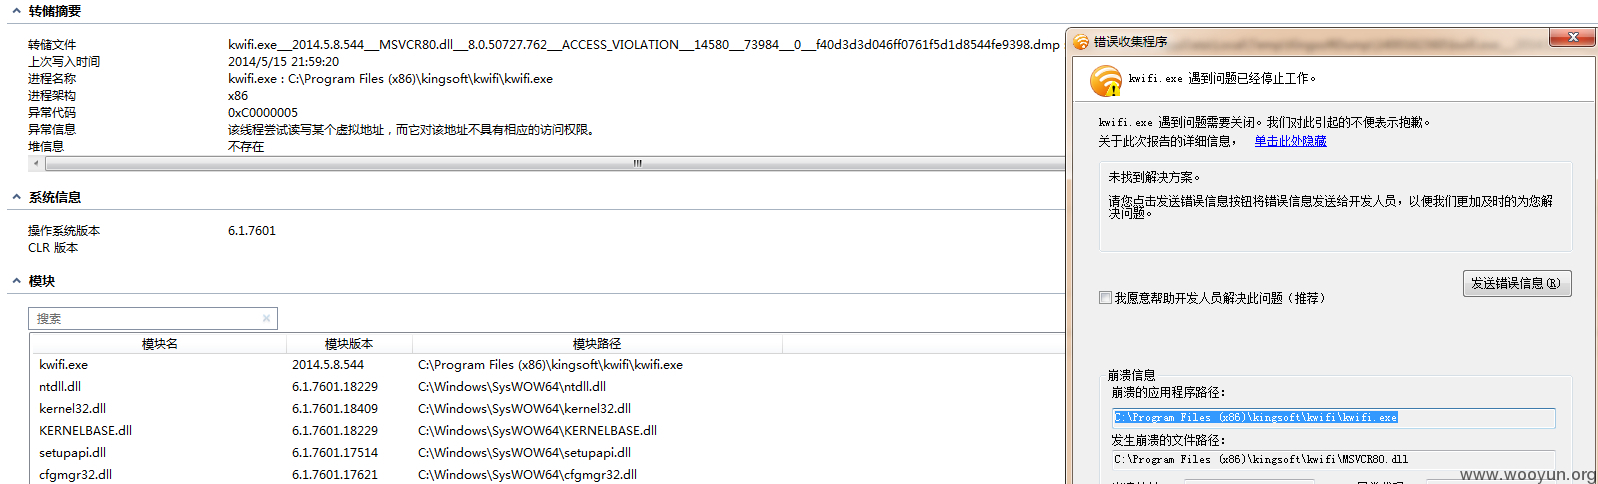 转储摘要
转储文件 kwifi.exe__2014.5.8.544__MSVCR80.dll__8.0.50727.762__ACCESS_VIOLATION__14580__73984__0__f40d3d3d046ff0761f5d1d8544fe9398.dmp
上次写入时间 2014/5/15 21:59:20
进程名称 kwifi.exe : C:\Program Files (x86)\kingsoft\kwifi\kwifi.exe
进程架构 x86
异常代码 0xC0000005
异常信息 该线程尝试读写某个虚拟地址，而它对该地址不具有相应的访问权限。
堆信息 不存在
系统信息
操作系统版本 6.1.7601
CLR 版本
模块
搜索
模块名 模块版本 模块路径
kwifi.exe 2014.5.8.544 C:\Program Files (x86)\kingsoft\kwifi\kwifi.exe
ntdll.dll 6.1.7601.18229 C:\Windows\SysWOW64\ntdll.dll
kernel32.dll 6.1.7601.18409 C:\Windows\SysWOW64\kernel32.dll
KERNELBASE.dll 6.1.7601.18229 C:\Windows\SysWOW64\KERNELBASE.dll
setupapi.dll 6.1.7601.17514 C:\Windows\SysWOW64\setupapi.dll
cfgmgr32.dll 6.1.7601.17621 C:\Windows\SysWOW64\cfgmgr32.dll
错误收集程序
kwifi.exe 遇到问题已经停止工作。
kwifi.exe 遇到问题需要关闭。我们对此引起的不便表示抱歉。
关于此次报告的详细信息， 单击此处隐藏
未找到解决方案。
请您点击发送错误信息按钮将错误信息发送给开发人员，以便我们更加及时的为您解
决问题。
发送错误信息(R)
我愿意帮助开发人员解决此问题（推荐）
崩溃信息
崩溃的应用程序路径：
C:\Program Files (x86)\kingsoft\kwifi\kwifi.exe
发生崩溃的文件路径：
C:\Program Files (x86)\kingsoft\kwifi\MSVCR80.dll
www.wooyun.org